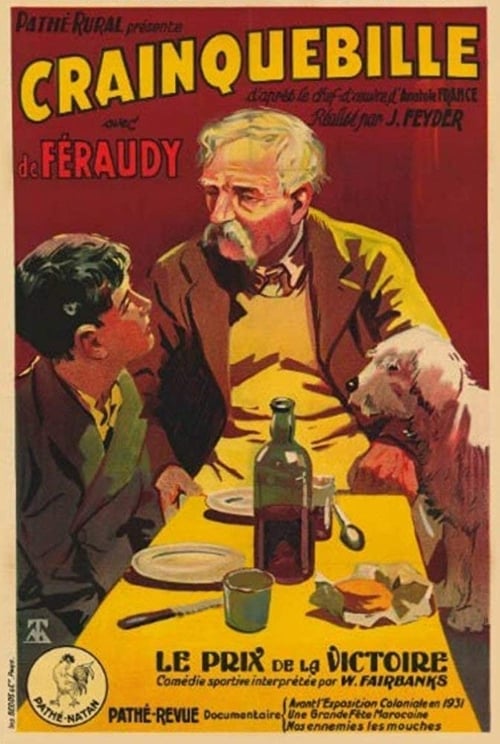 PATHÉ-RURAL présente
CRAINQUEBILLE
d'après le chef-d'œuvre d'Anatole FRANCE
avec
Réalisé par J. FEYDER
de FÉRAUDY
LE PRIX DE LA VICTOIRE
Comédie sportive interprétée par W. FAIRBANKS
PATHÉ-REVUE Documentaire
Avant l'Exposition Coloniale en 1931
Une Grande Fête Marocaine
Nos ennemies les mouches
PATHÉ-NATAN